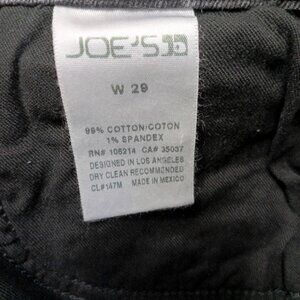 JOE'S
W 29
99% COTTON/COTON
1% SPANDEX
RN# 106214 CA# 35037
DESIGNED IN LOS ANGELES
DRY CLEAN RECOMMENDED
CL#147M MADE IN MEXICO